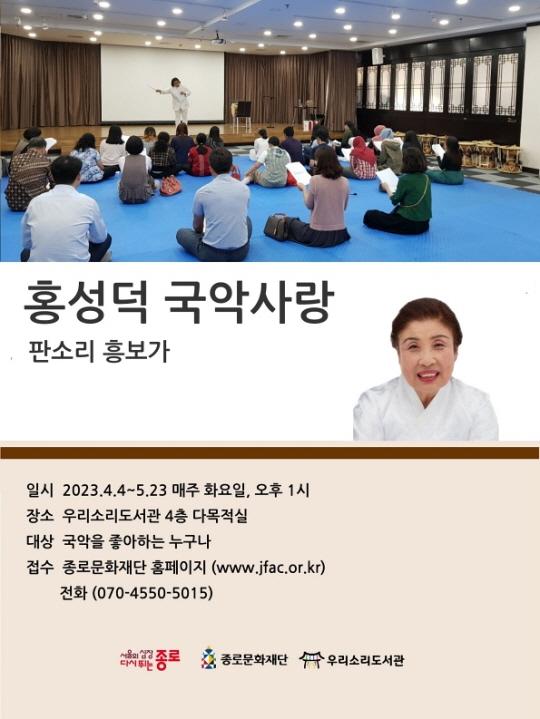 홍성덕 국악사랑
판소리 흥보가
일시 2023.4.4~5.23 매주 화요일, 오후 1시
장소 우리소리도서관 4층 다목적실
대상 국악을 좋아하는 누구나
접수 종로문화재단 홈페이지 (www.jfac.or.kr)
전화 (070-4550-5015)
서울의 심장
다시 뛰는 종로
종로문화재단
우리소리도서관